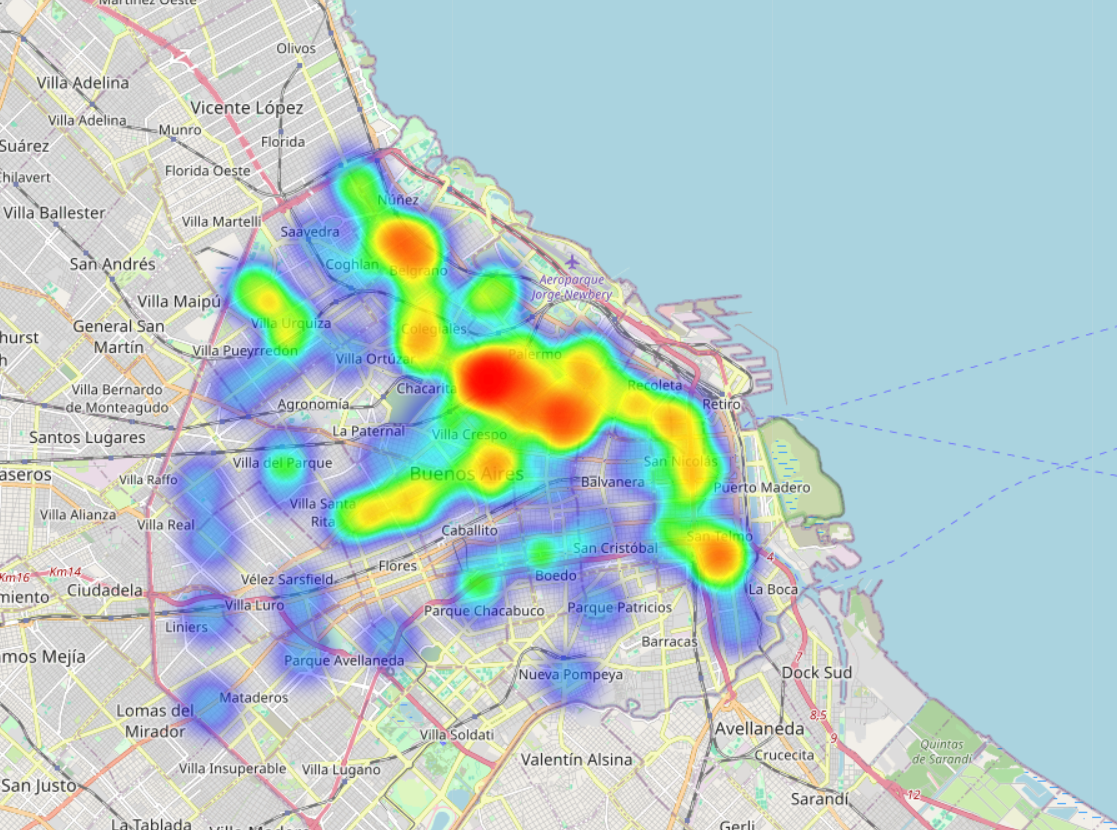 Martínez Oeste
Olivos
Villa Adelina
Vicente López
Villa Adelina
Munro
Suárez
Florida
Florida Oeste
Chilavert
Núñez
Villa Ballester
Villa Martelli
Saavedra
San Andrés
Coghlan
Belgrano
Aeroparque
Jorge Newbery
Villa Maipú
General San
Martín
Villa Urquiza
Colegiales
hurst
Villa Pueyrredon
Villa Ortúzar
Palermo
h
Villa Bernardo
de Monteagudo
Chacarita
Recoleta
Agronomía
Retiro
Santos Lugares
La Paternal
Villa Crespo
aseros
Villa Raffo
Villa del Parque
Buenos Aires
San Nicolás
Balvanera
Puerto Madero
Villa Alianza
Villa Real
Villa Santa
Rita
Caballito
San Telmo
San Cristóbal
4
Km16
Km14
Flores
Boedo
miento
Ciudadela
Vélez Sarsfield
La Boca
Villa Luro
Parque Chacabuco
Parque Patricios
Liniers
Barracas
amos Mejía
Parque Avellaneda
Nueva Pompeya
7
Dock Sud
Mataderos
Lomas del
Mirador
8,5
Villa Soldati
Avellaneda
9
Quintas
de Sarandí
Valentín Alsina
Crucecita
Villa Insuperable
Villa Lugano
San Justo
12
Sarandí
La Tablada
Gerli